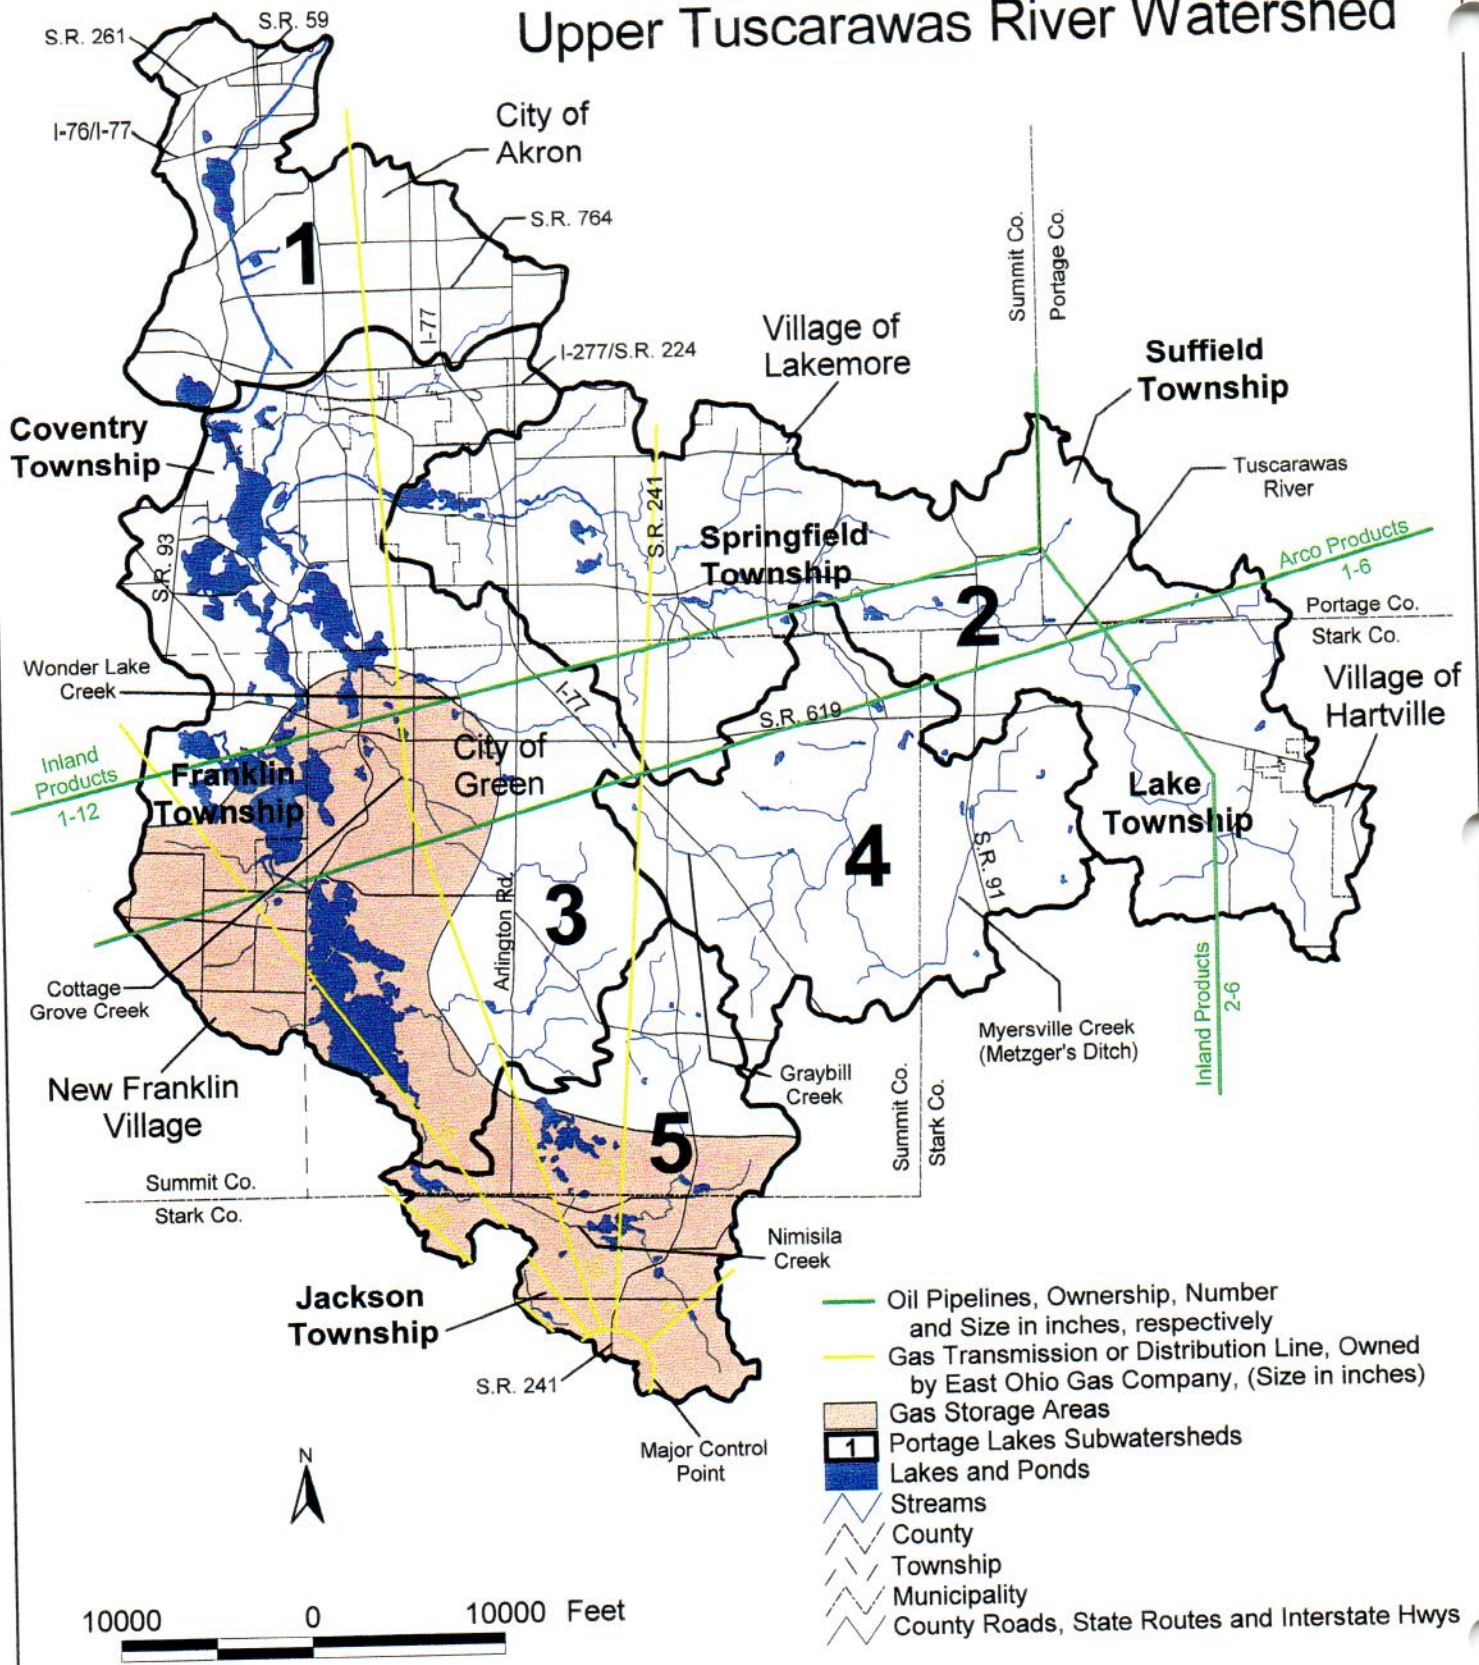 Upper Tuscarawas River Watershed
S.R. 261
S.R. 59
I-76/I-77
City of
Akron
S.R. 764
1
I-77
I-277/S.R. 224
Village of
Lakemore
Summit Co.
Portage Co.
Suffield
Township
Coventry
Township
Tuscarawas
River
S.R. 241
S.R. 93
Springfield
Township
Arco Products
1-6
2
Portage Co.
Stark Co.
Wonder Lake
Creek
I-77
S.R. 619
Village of
Hartville
Inland
Products
1-12
Franklin
Township
City of
Green
Lake
Township
4
S.R. 91
3
Arlington Rd.
Cottage
Grove Creek
Myersville Creek
(Metzger's Ditch)
Inland Products
2-6
New Franklin
Village
Graybill
Creek
5
Summit Co.
Stark Co.
Summit Co.
Stark Co.
Nimisila
Creek
20
20
Jackson
Township
S.R. 241
Major Control
Point
Oil Pipelines, Ownership, Number
and Size in inches, respectively
Gas Transmission or Distribution Line, Owned
by East Ohio Gas Company, (Size in inches)
Gas Storage Areas
1
Portage Lakes Subwatersheds
Lakes and Ponds
Streams
County
Township
Municipality
County Roads, State Routes and Interstate Hwys
N
10000 0 10000 Feet